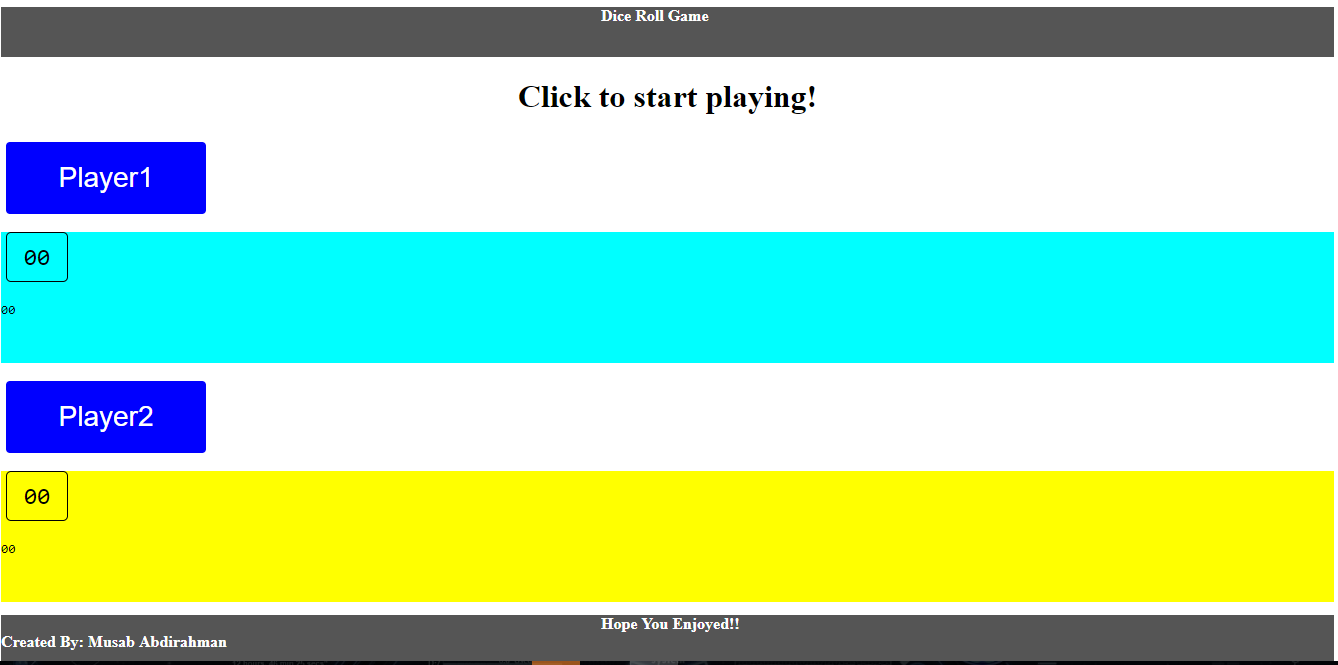 Dice Roll Game
Click to start playing!
Player1
00
00
Player2
00
00
Hope You Enjoyed!!
Created By: Musab Abdirahman